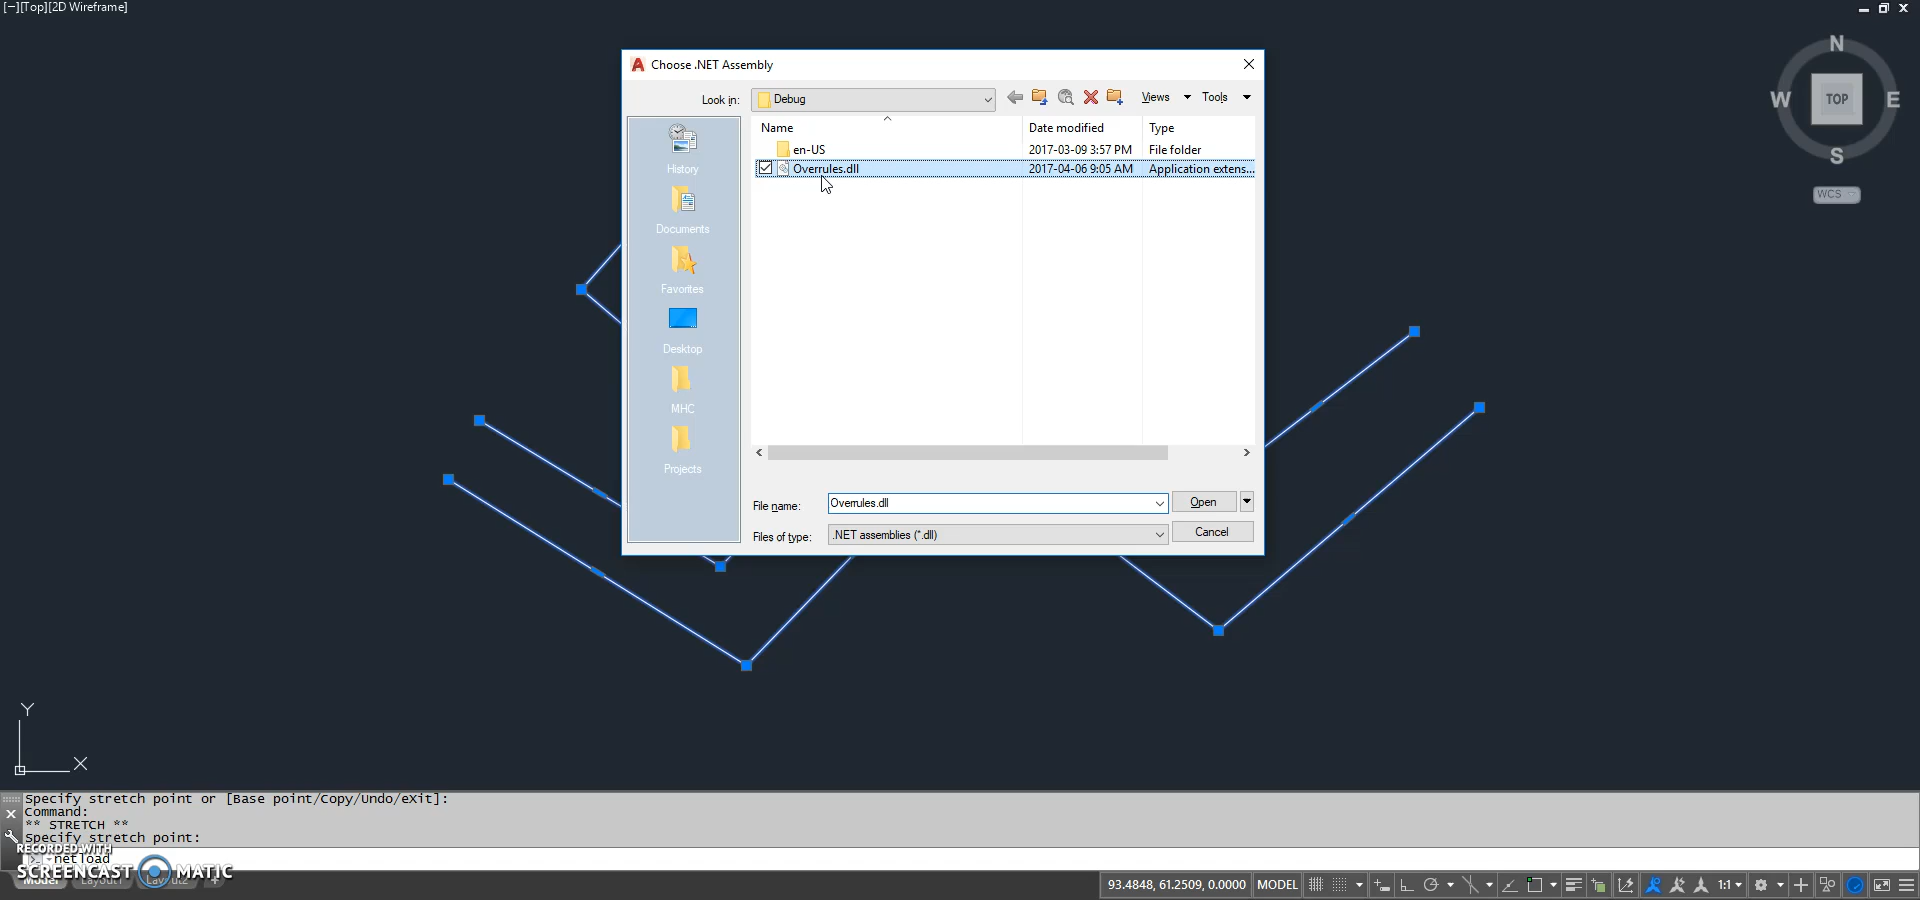 [−][Top][2D Wireframe]
Choose .NET Assembly
Look in: Debug Views Tools
Name Date modified Type
en-US 2017-03-09 3:57 PM File folder
Overrules.dll 2017-04-06 9:05 AM Application extens...
History
Documents
Favorites
Desktop
MHC
Projects
File name: Overrules.dll Open
Files of type: .NET assemblies (*.dll) Cancel
N
W TOP E
S
WCS
Y
X
Specify stretch point or [Base point/Copy/Undo/eXit]:
Command:
** STRETCH **
Specify stretch point:
netload
RECORDED WITH
SCREENCAST MATIC
Model Layout1 Layout2 +
93.4848, 61.2509, 0.0000 MODEL 1:1